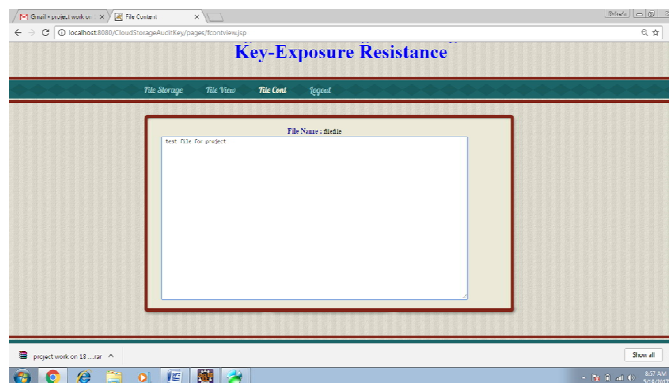 Gmail - project work on
File Content
localhost:8080/CloudStorageAuditKey/pages/fcontview.jsp
Key-Exposure Resistance
File Storage File View File Cont Logout
File Name : filefile
test file for project
project work on 13 ....rar
Show all
8:57 AM